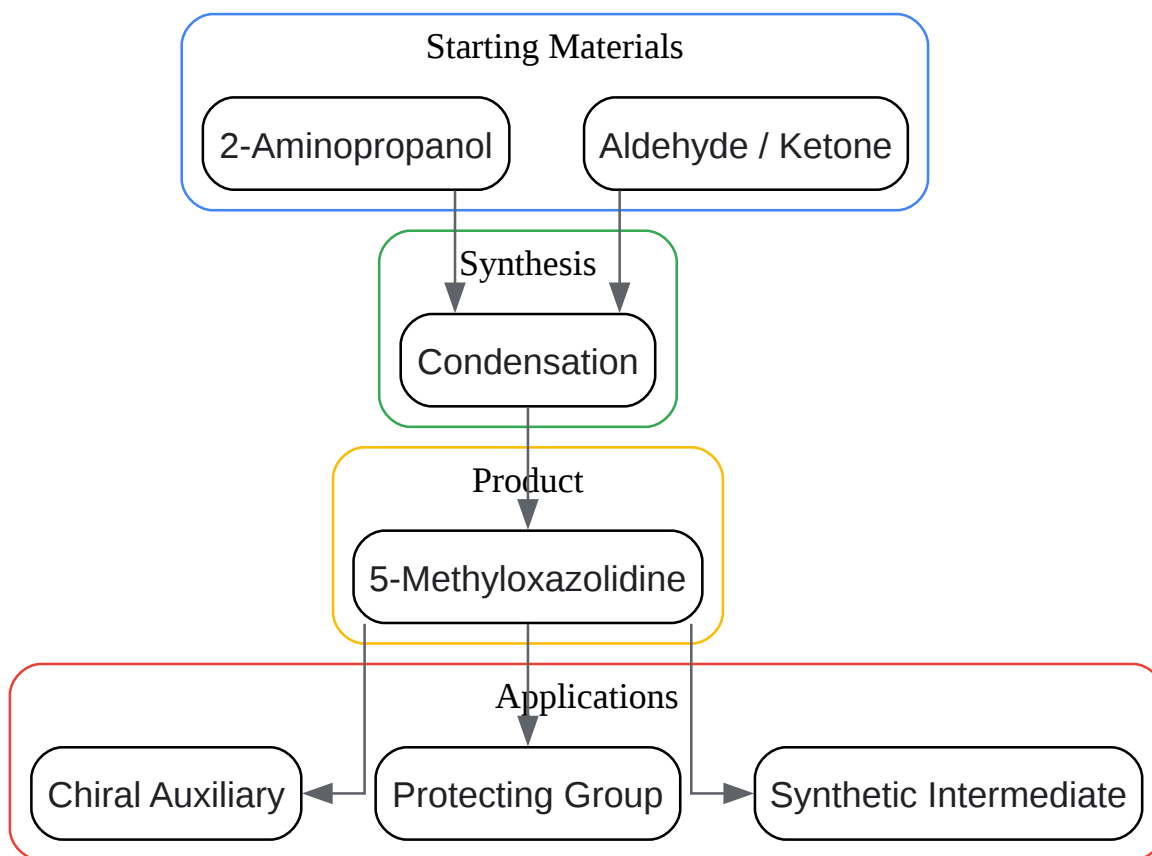 Starting Materials
2-Aminopropanol
Aldehyde / Ketone
Synthesis
Condensation
Product
5-Methyloxazolidine
Applications
Chiral Auxiliary
Protecting Group
Synthetic Intermediate